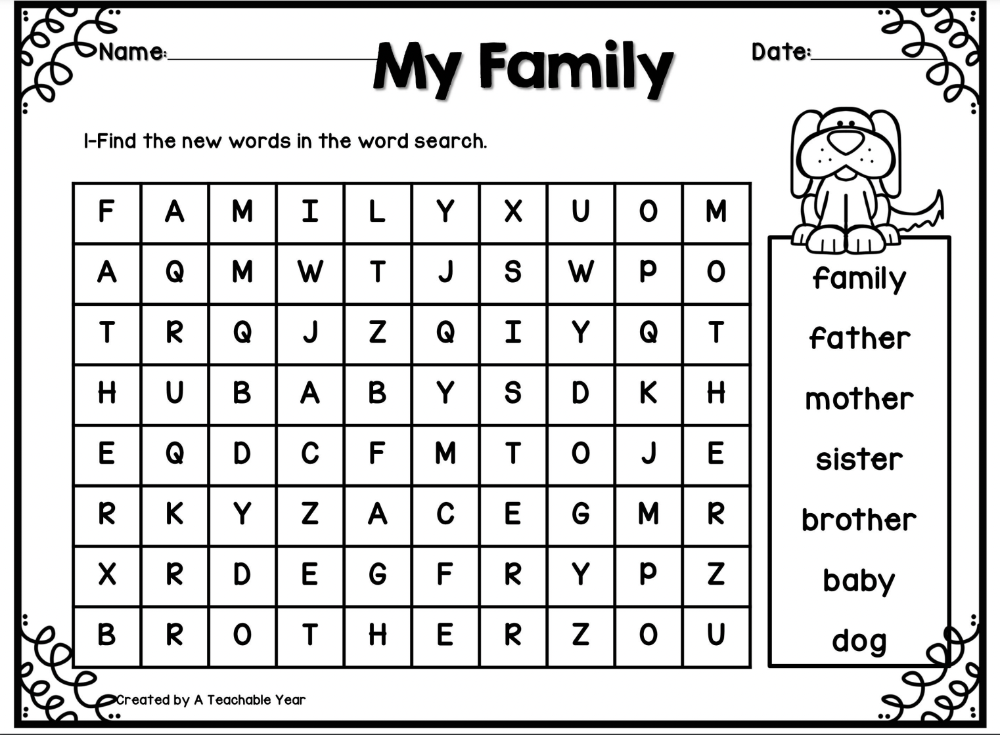 Name:
My Family
Date:
1-Find the new words in the word search.
F A M I L Y X U O M
A Q M W T J S W P O
T R Q J Z Q I Y Q T
H U B A B Y S D K H
E Q D C F M T O J E
R K Y Z A C E G M R
X R D E G F R Y P Z
B R O T H E R Z O U
family
father
mother
sister
brother
baby
dog
Created by A Teachable Year